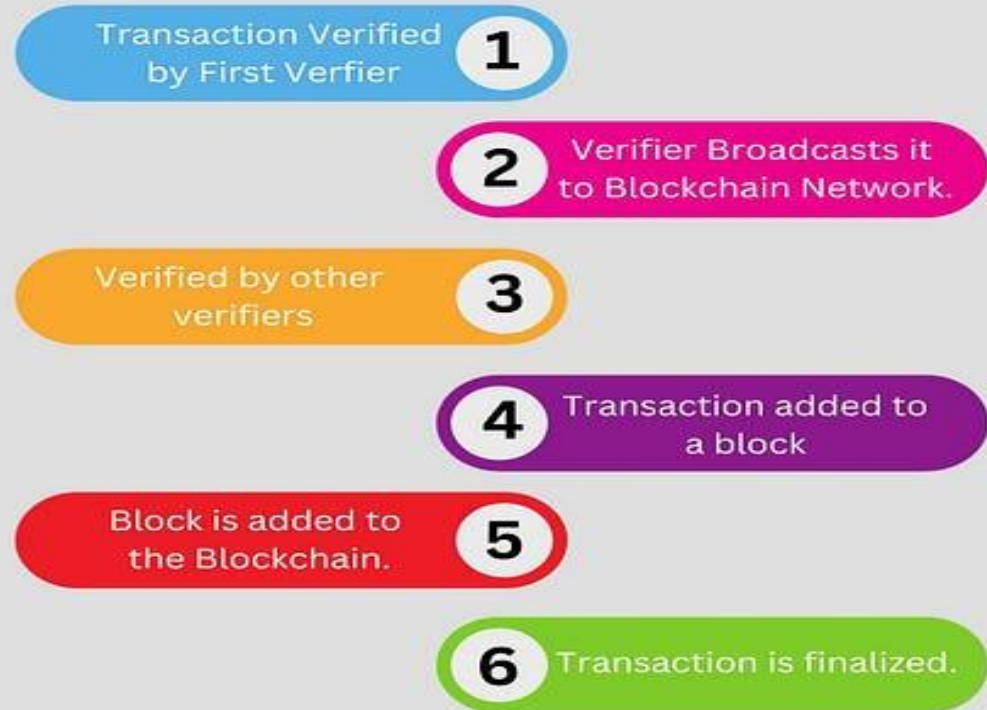 Transaction Verified
by First Verfier
1
2
Verifier Broadcasts it
to Blockchain Network.
Verified by other
verifiers
3
4
Transaction added to
a block
Block is added to
the Blockchain.
5
6
Transaction is finalized.